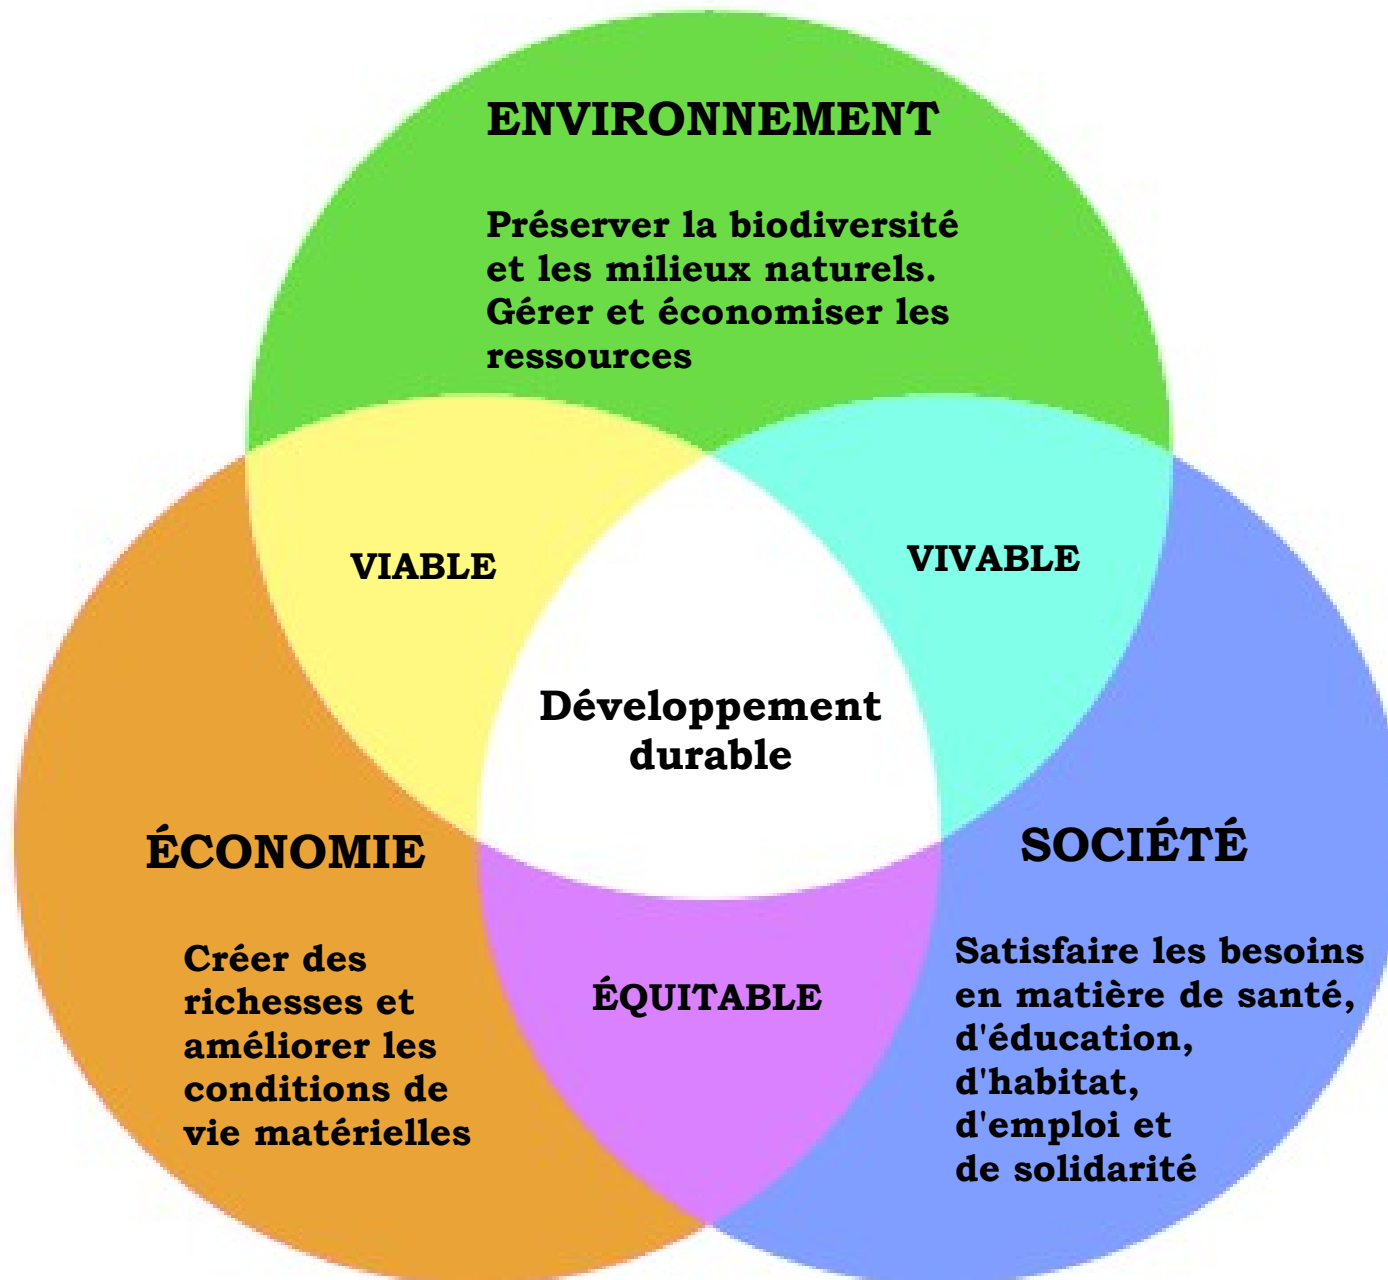 ENVIRONNEMENT
Préserver la biodiversité
et les milieux naturels.
Gérer et économiser les
ressources
VIABLE
VIVABLE
Développement
durable
ÉCONOMIE
Créer des
richesses et
améliorer les
conditions de
vie matérielles
ÉQUITABLE
SOCIÉTÉ
Satisfaire les besoins
en matière de santé,
d'éducation,
d'habitat,
d'emploi et
de solidarité